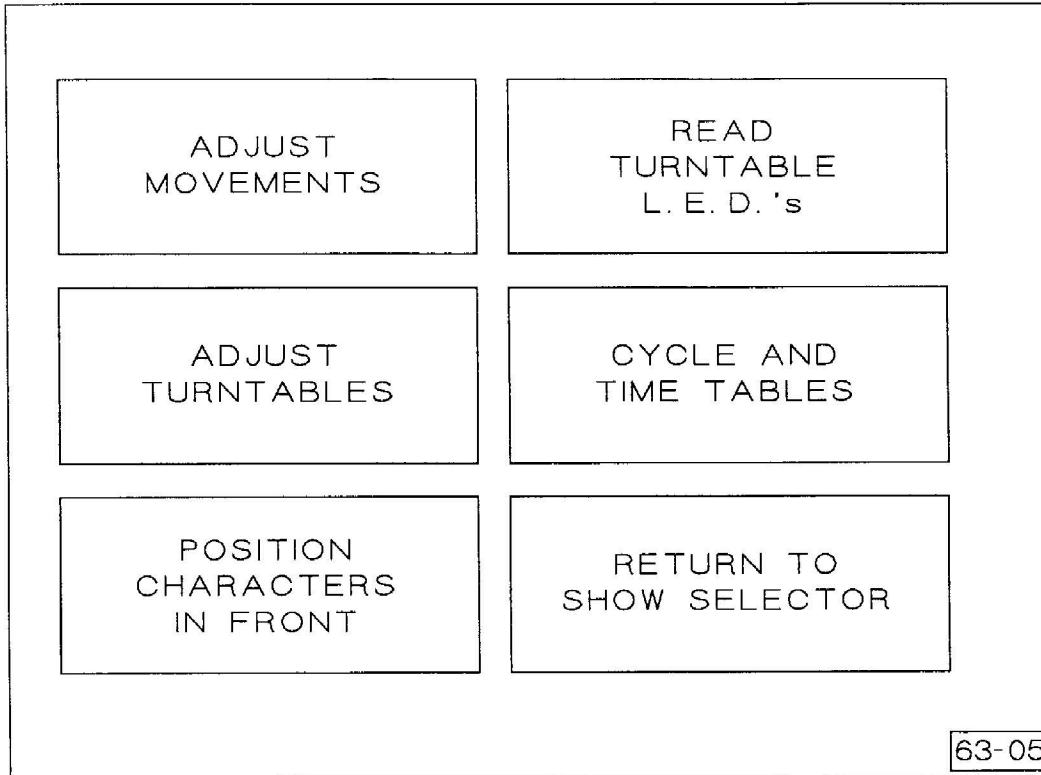 ADJUST
MOVEMENTS
READ
TURNTABLE
L.E.D.'s
ADJUST
TURNTABLES
CYCLE AND
TIME TABLES
POSITION
CHARACTERS
IN FRONT
RETURN TO
SHOW SELECTOR
63-05